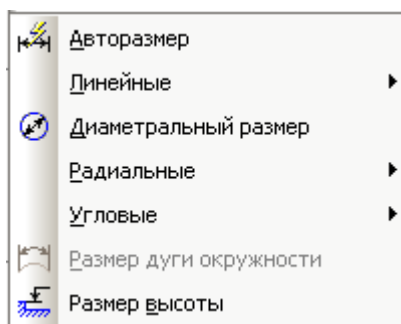 Авторазмер
Линейные
Диаметральный размер
Радиальные
Угловые
Размер дуги окружности
Размер высоты